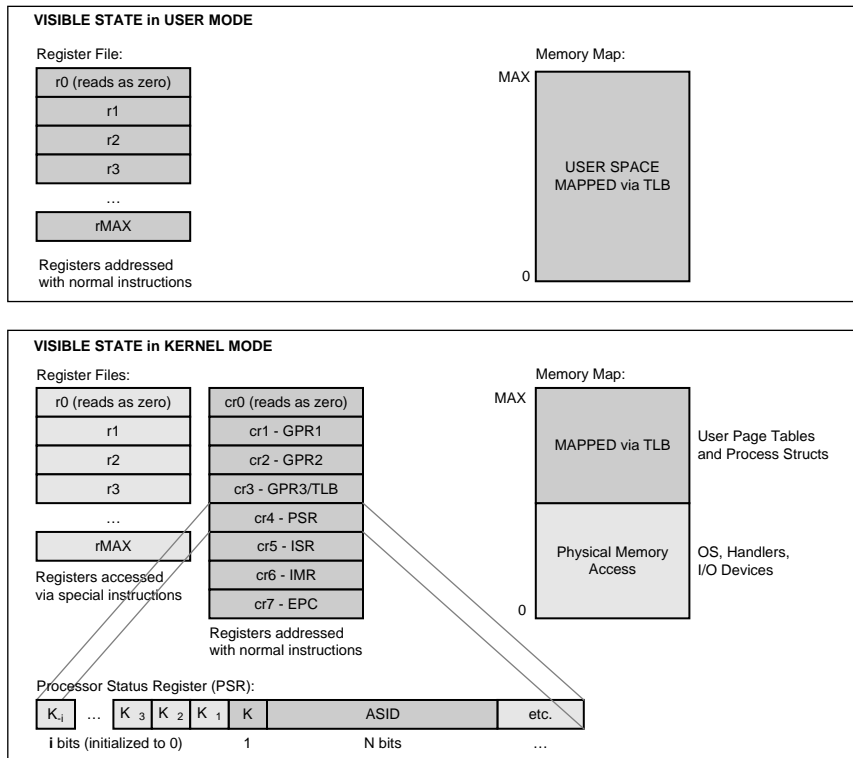 VISIBLE STATE in USER MODE
Register File:
r0 (reads as zero)
r1
r2
r3
…
rMAX
Registers addressed
with normal instructions
Memory Map:
MAX
USER SPACE
MAPPED via TLB
0
VISIBLE STATE in KERNEL MODE
Register Files:
r0 (reads as zero)
r1
r2
r3
…
rMAX
Registers accessed
via special instructions
cr0 (reads as zero)
cr1 - GPR1
cr2 - GPR2
cr3 - GPR3/TLB
cr4 - PSR
cr5 - ISR
cr6 - IMR
cr7 - EPC
Registers addressed
with normal instructions
Memory Map:
MAX
MAPPED via TLB
User Page Tables
and Process Structs
Physical Memory
Access
OS, Handlers,
I/O Devices
0
Processor Status Register (PSR):
K-i … K 3 K 2 K 1 K ASID etc.
i bits (initialized to 0) 1 N bits …